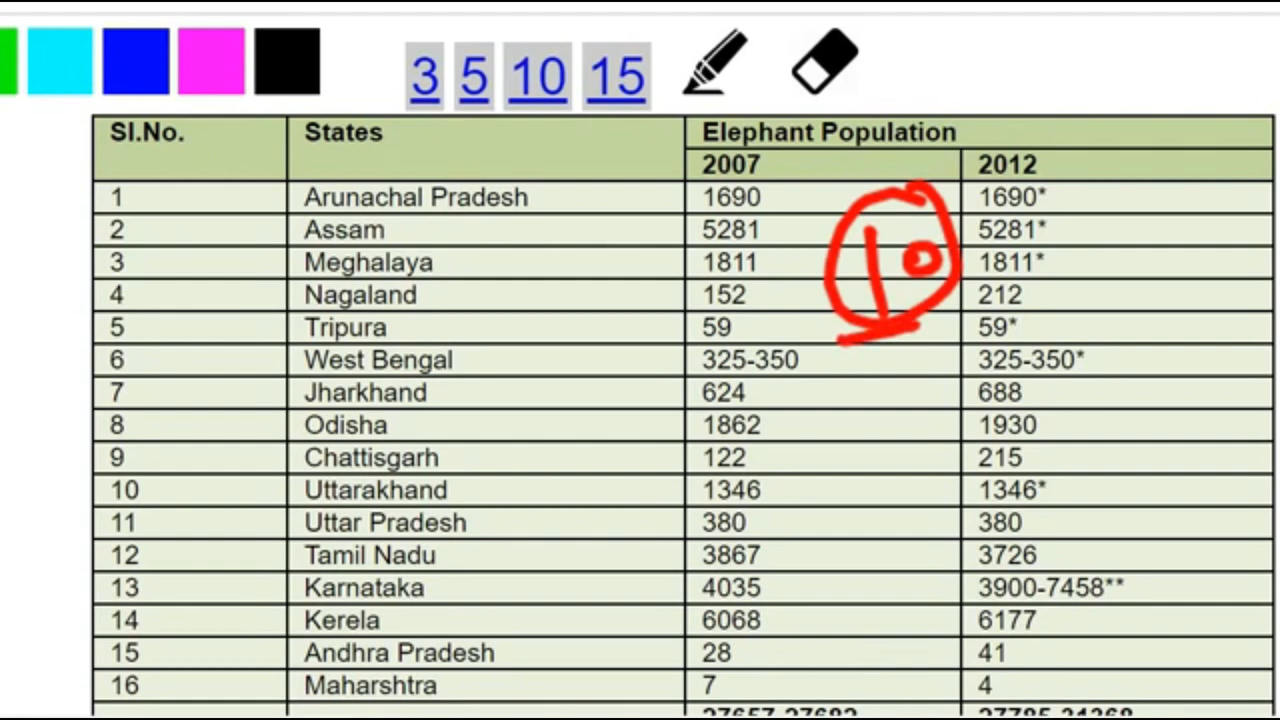 3 5 10 15
Sl.No. States Elephant Population
2007 2012
1 Arunachal Pradesh 1690 1690*
2 Assam 5281 5281*
3 Meghalaya 1811 1811*
4 Nagaland 152 212
5 Tripura 59 59*
6 West Bengal 325-350 325-350*
7 Jharkhand 624 688
8 Odisha 1862 1930
9 Chattisgarh 122 215
10 Uttarakhand 1346 1346*
11 Uttar Pradesh 380 380
12 Tamil Nadu 3867 3726
13 Karnataka 4035 3900-7458**
14 Kerela 6068 6177
15 Andhra Pradesh 28 41
16 Maharshtra 7 4
10